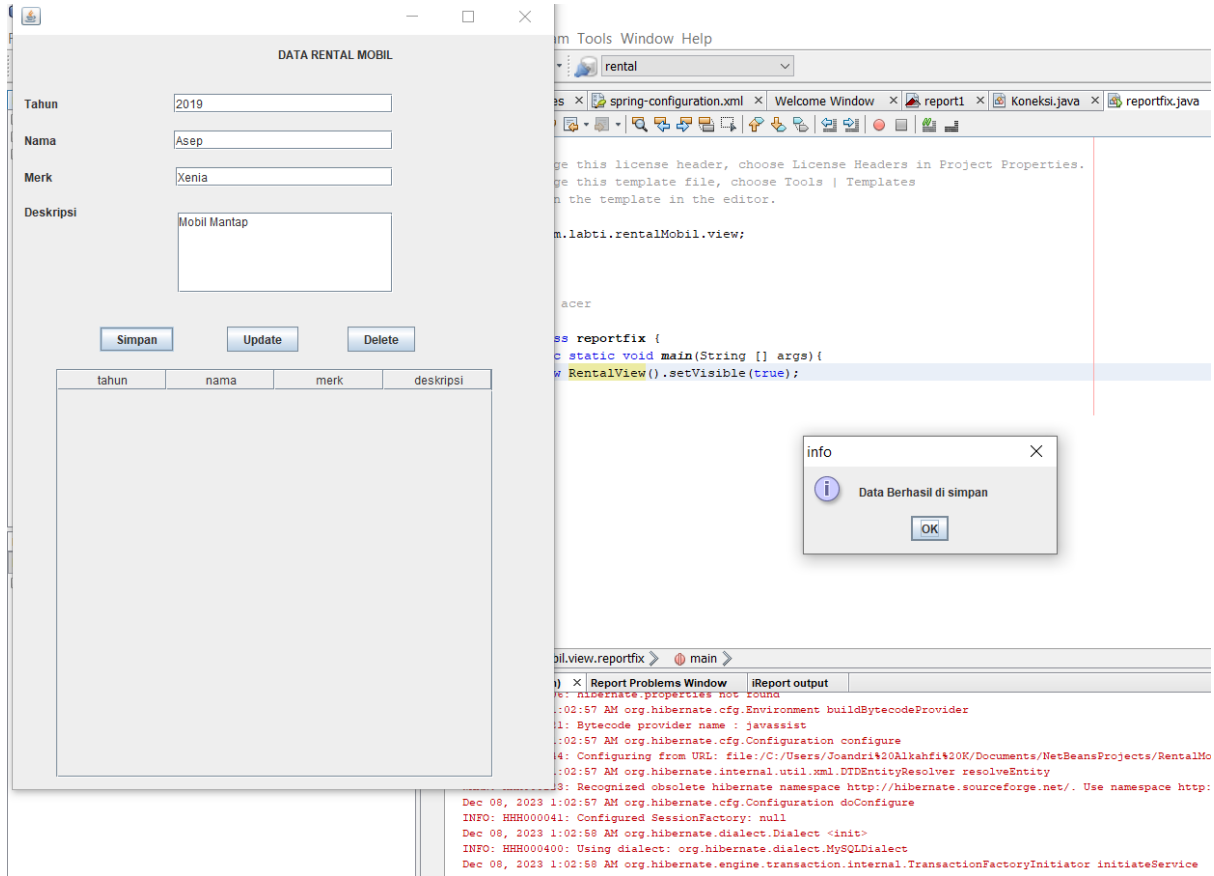 DATA RENTAL MOBIL
Tahun
2019
Nama
Asep
Merk
Xenia
Deskripsi
Mobil Mantap
Simpan Update Delete
tahun nama merk deskripsi
Tools Window Help
rental
spring-configuration.xml Welcome Window report1 Koneksi.java reportfix.java
this license header, choose License Headers in Project Properties.
this template file, choose Tools | Templates
the template in the editor.
m.labti.rentalMobil.view;
acer
ss reportfix {
c static void main(String [] args){
w RentalView().setVisible(true);
info
Data Berhasil di simpan
OK
bil.view.reportfix main
Report Problems Window iReport output
hibernate.properties not found
:02:57 AM org.hibernate.cfg.Environment buildBytecodeProvider
21: Bytecode provider name : javassist
:02:57 AM org.hibernate.cfg.Configuration configure
: Configuring from URL: file:/C:/Users/Joandri%20Alkahfi%20K/Documents/NetBeansProjects/RentalMo
:02:57 AM org.hibernate.internal.util.xml.DTDEntityResolver resolveEntity
: Recognized obsolete hibernate namespace http://hibernate.sourceforge.net/. Use namespace http:
Dec 08, 2023 1:02:57 AM org.hibernate.cfg.Configuration doConfigure
INFO: HHH000041: Configured SessionFactory: null
Dec 08, 2023 1:02:58 AM org.hibernate.dialect.Dialect <init>
INFO: HHH000400: Using dialect: org.hibernate.dialect.MySQLDialect
Dec 08, 2023 1:02:58 AM org.hibernate.engine.transaction.internal.TransactionFactoryInitiator initiateService